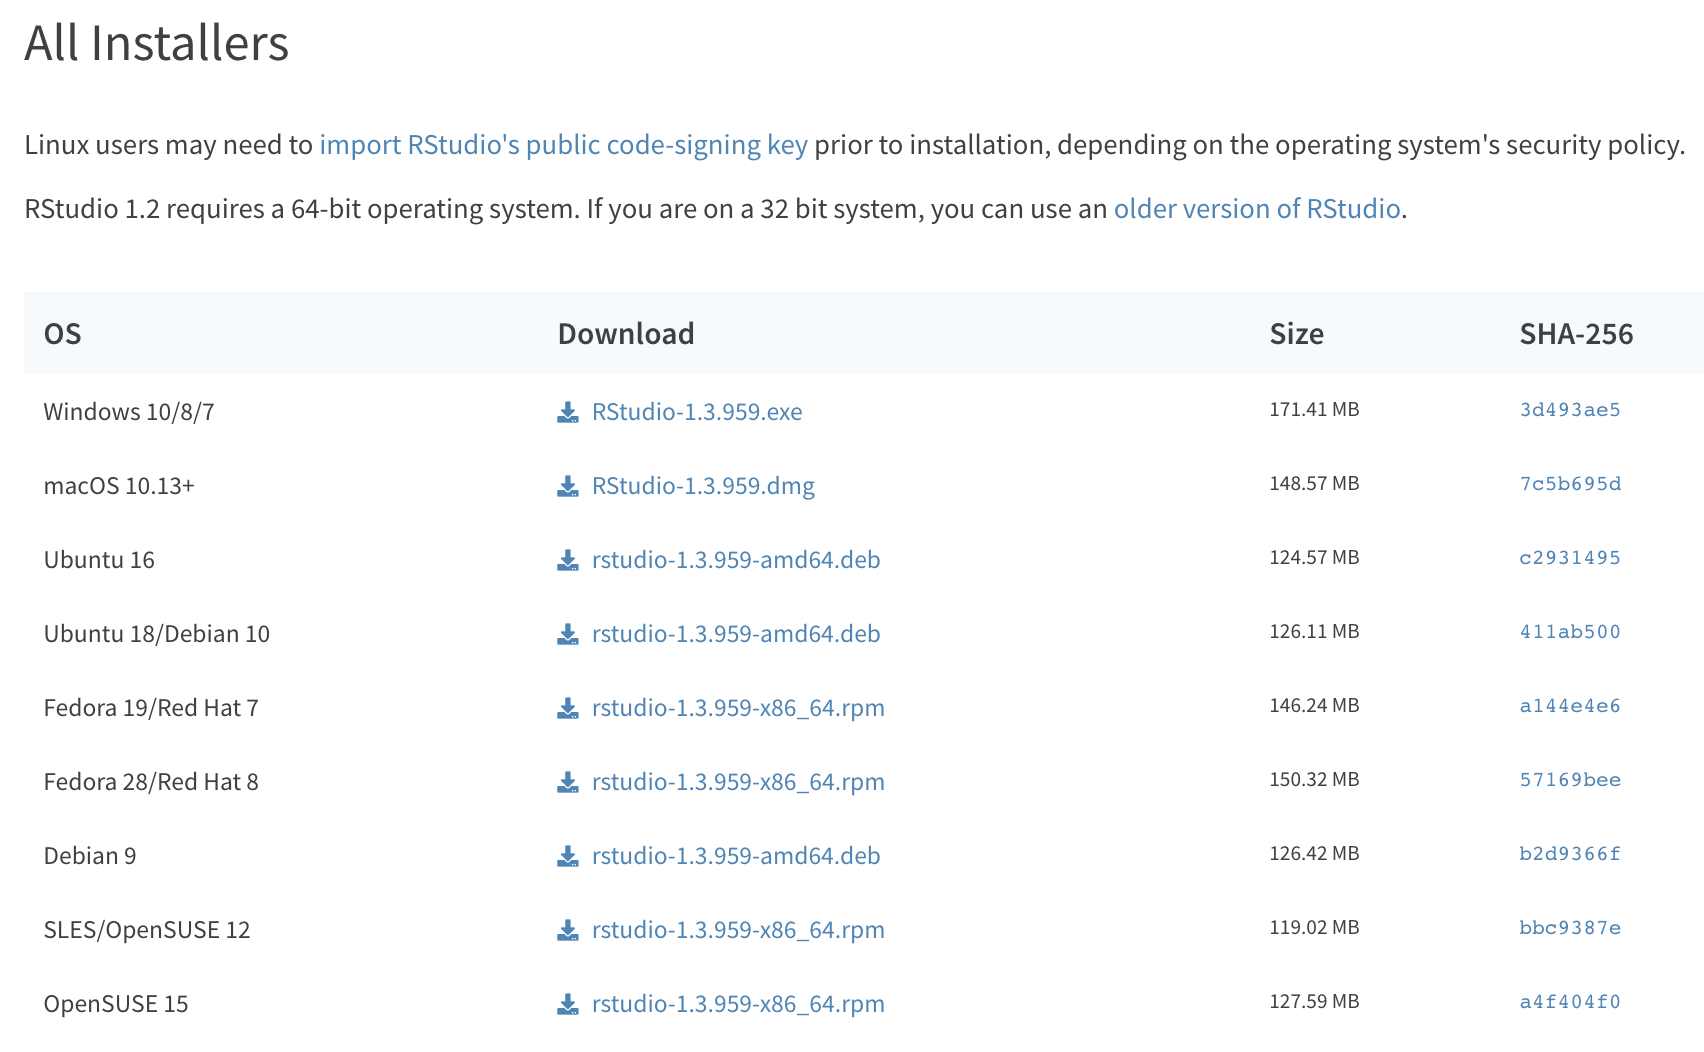 All Installers
Linux users may need to import RStudio's public code-signing key prior to installation, depending on the operating system's security policy.
RStudio 1.2 requires a 64-bit operating system. If you are on a 32 bit system, you can use an older version of RStudio.
OS Download Size SHA-256
Windows 10/8/7 RStudio-1.3.959.exe 171.41 MB 3d493ae5
macOS 10.13+ RStudio-1.3.959.dmg 148.57 MB 7c5b695d
Ubuntu 16 rstudio-1.3.959-amd64.deb 124.57 MB c2931495
Ubuntu 18/Debian 10 rstudio-1.3.959-amd64.deb 126.11 MB 411ab500
Fedora 19/Red Hat 7 rstudio-1.3.959-x86_64.rpm 146.24 MB a144e4e6
Fedora 28/Red Hat 8 rstudio-1.3.959-x86_64.rpm 150.32 MB 57169bee
Debian 9 rstudio-1.3.959-amd64.deb 126.42 MB b2d9366f
SLES/OpenSUSE 12 rstudio-1.3.959-x86_64.rpm 119.02 MB bbc9387e
OpenSUSE 15 rstudio-1.3.959-x86_64.rpm 127.59 MB a4f404f0